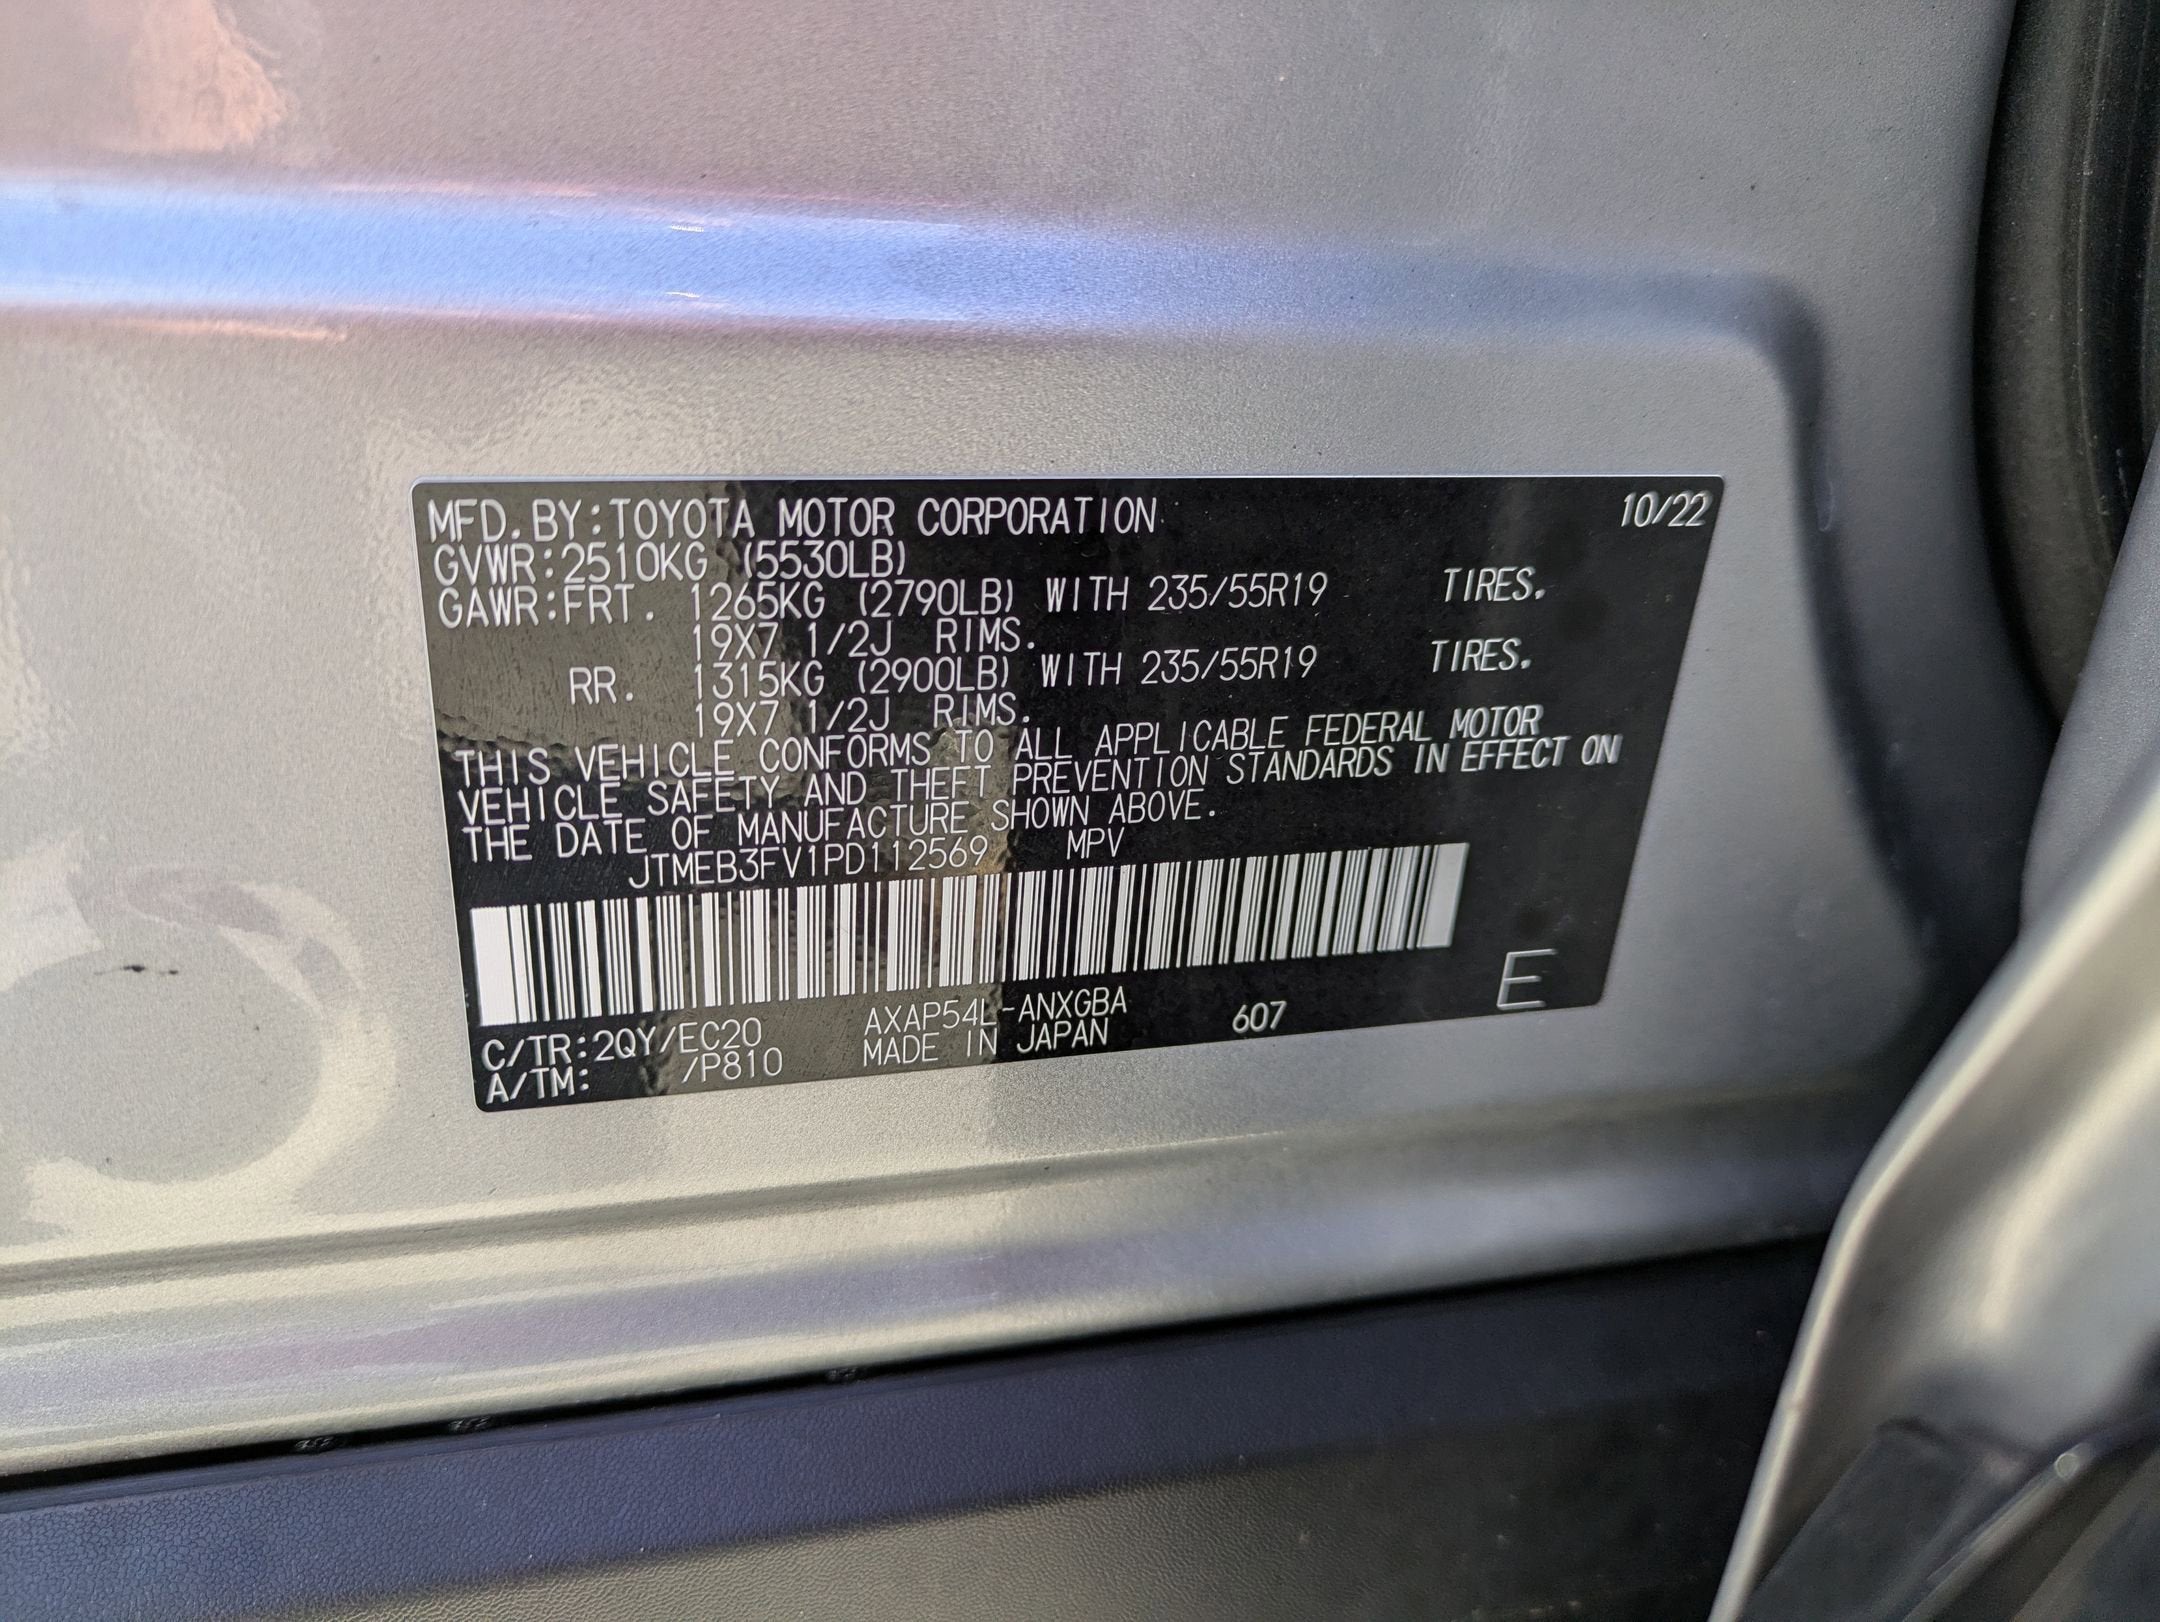 MFD.BY:TOYOTA MOTOR CORPORATION 10/22
GVWR:2510KG (5530LB)
GAWR:FRT. 1265KG (2790LB) WITH 235/55R19 TIRES.
19X7 1/2J RIMS.
RR. 1315KG (2900LB) WITH 235/55R19 TIRES.
19X7 1/2J RIMS.
THIS VEHICLE CONFORMS TO ALL APPLICABLE FEDERAL MOTOR
VEHICLE SAFETY AND THEFT PREVENTION STANDARDS IN EFFECT ON
THE DATE OF MANUFACTURE SHOWN ABOVE.
JTMEB3FV1PD112569 MPV
C/TR:2QY/EC20 AXAP54L-ANXGBA 607 E
A/TM: /P810 MADE IN JAPAN